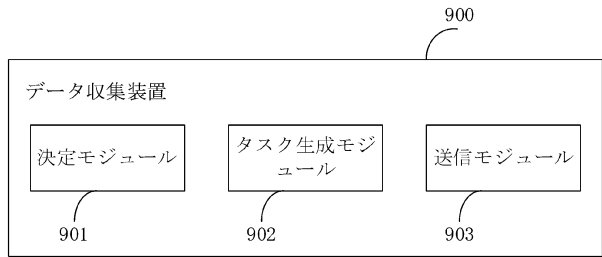 900
データ収集装置
決定モジュール
タスク生成モジ
ュール
送信モジュール
901
902
903